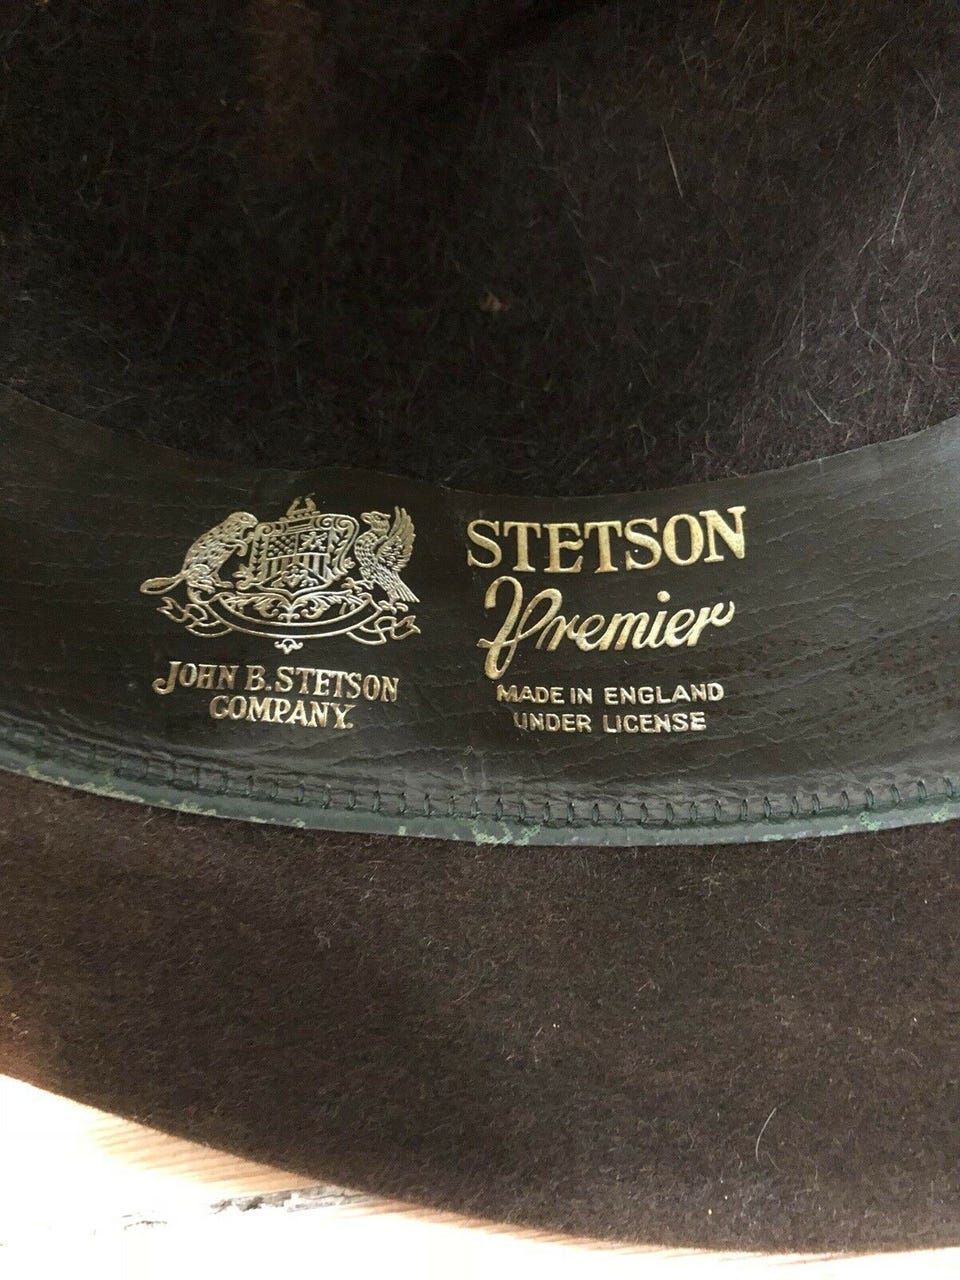 JOHN B. STETSON
COMPANY.
STETSON
Premier
MADE IN ENGLAND
UNDER LICENSE